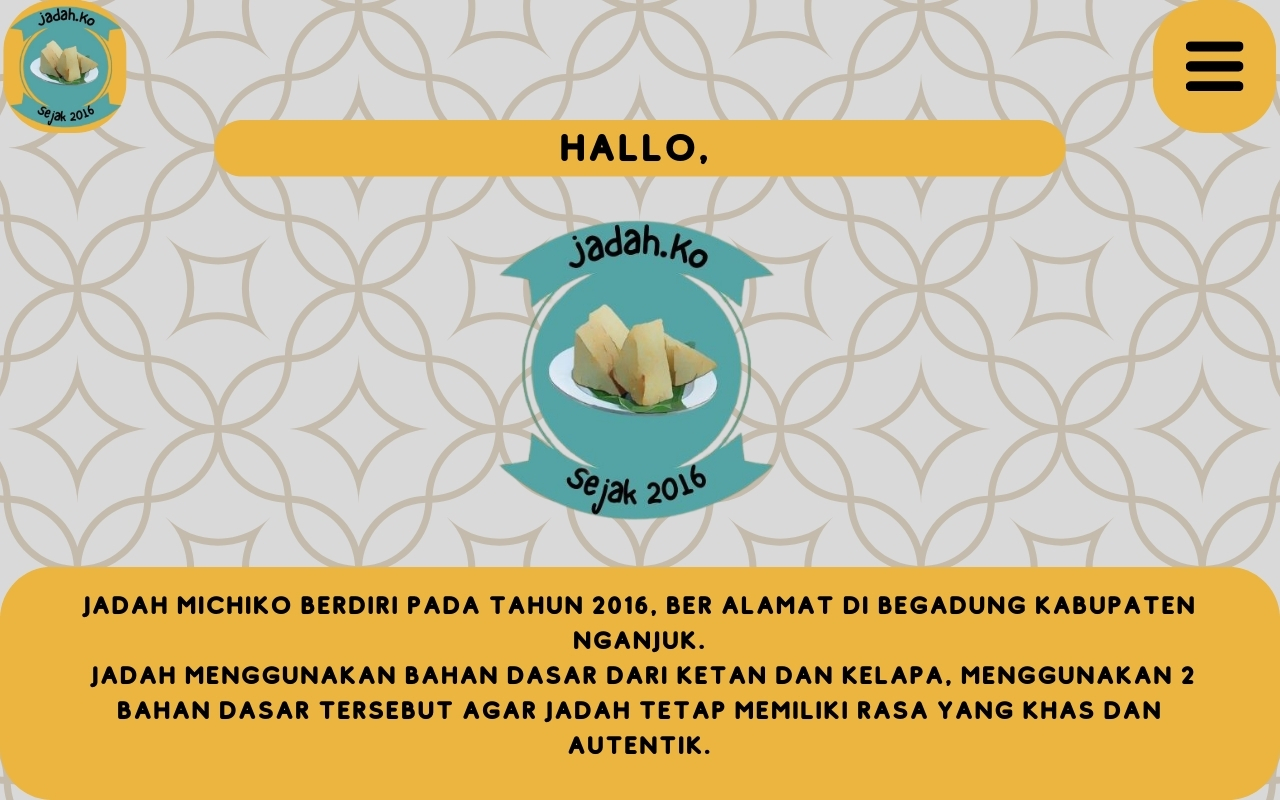 jadah.ko
Sejak 2016
HALLO,
jadah.ko
Sejak 2016
JADAH MICHIKO BERDIRI PADA TAHUN 2016, BER ALAMAT DI BEGADUNG KABUPATEN
NGANJUK.
JADAH MENGGUNAKAN BAHAN DASAR DARI KETAN DAN KELAPA, MENGGUNAKAN 2
BAHAN DASAR TERSEBUT AGAR JADAH TETAP MEMILIKI RASA YANG KHAS DAN
AUTENTIK.